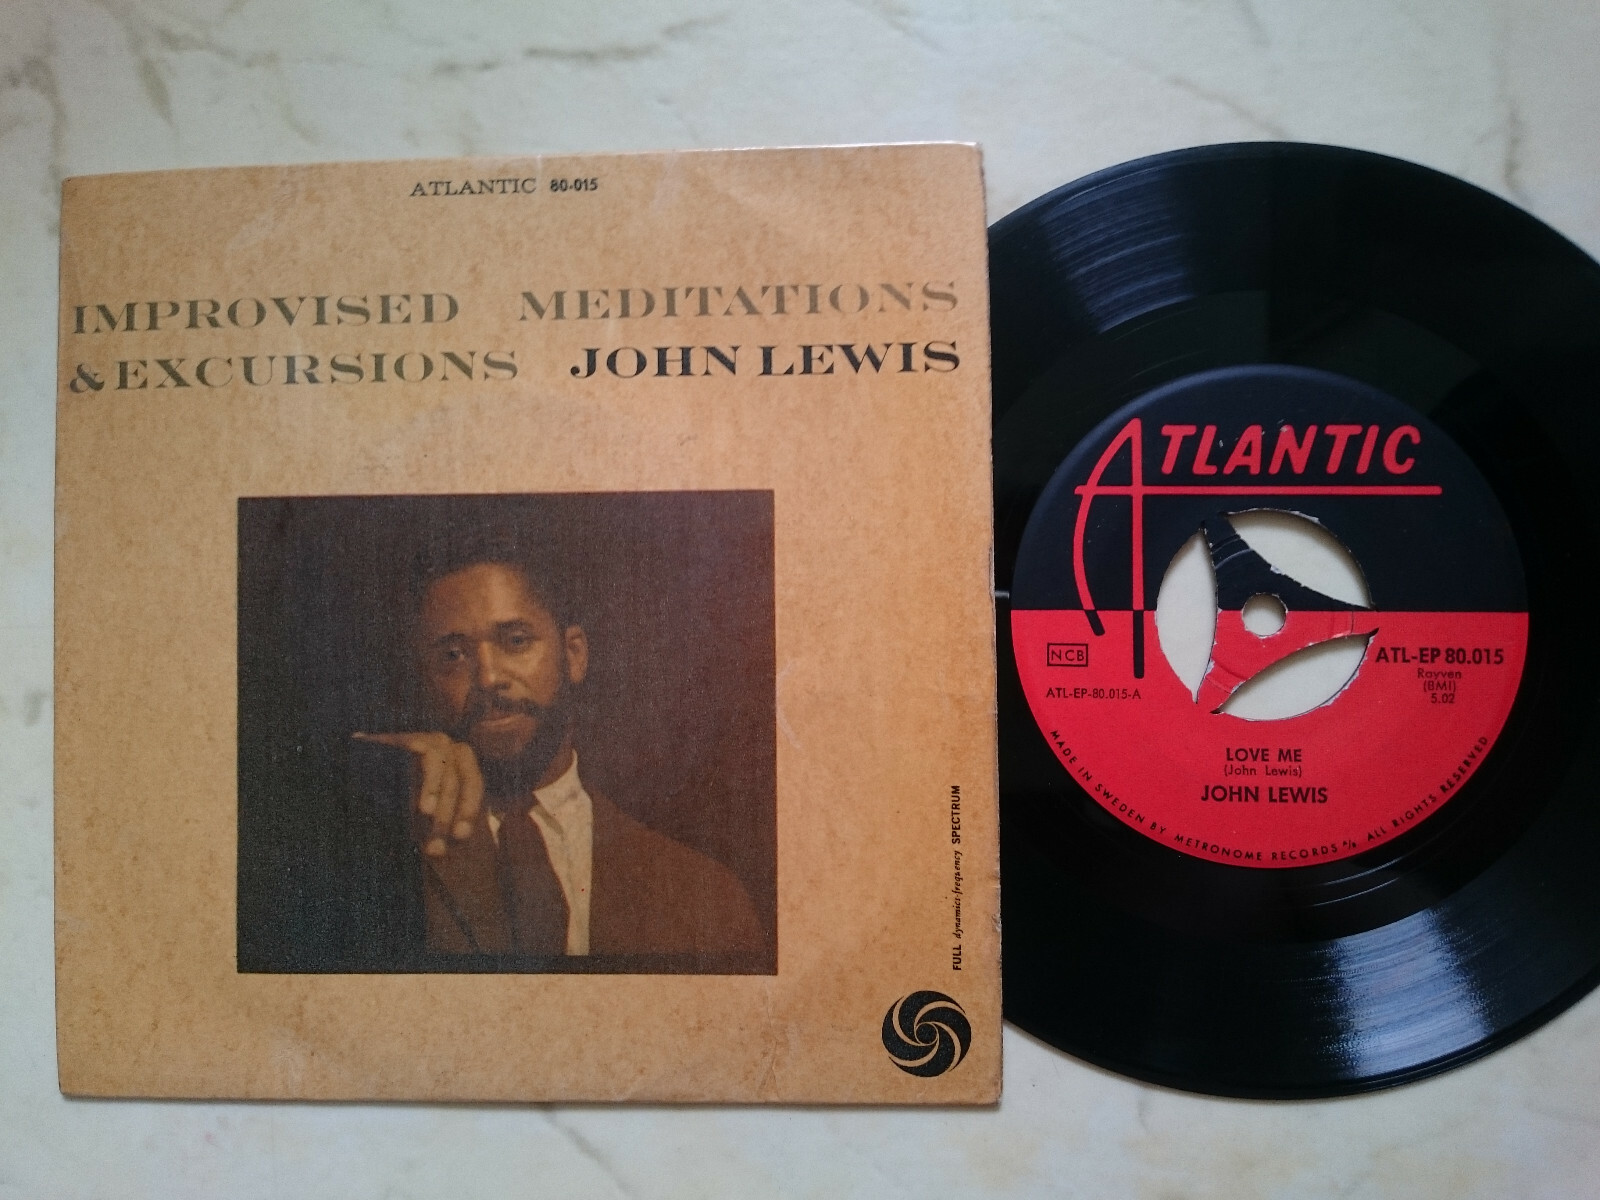 ATLANTIC 80-015
IMPROVISED MEDITATIONS
& EXCURSIONS JOHN LEWIS
FULL dynamics-frequency SPECTRUM
ATLANTIC
NCB
ATL-EP-80.015-A
ATL-EP 80.015
Rayven
(BMI)
5.02
LOVE ME
(John Lewis)
JOHN LEWIS
MADE IN SWEDEN BY METRONOME RECORDS A/B ALL RIGHTS RESERVED